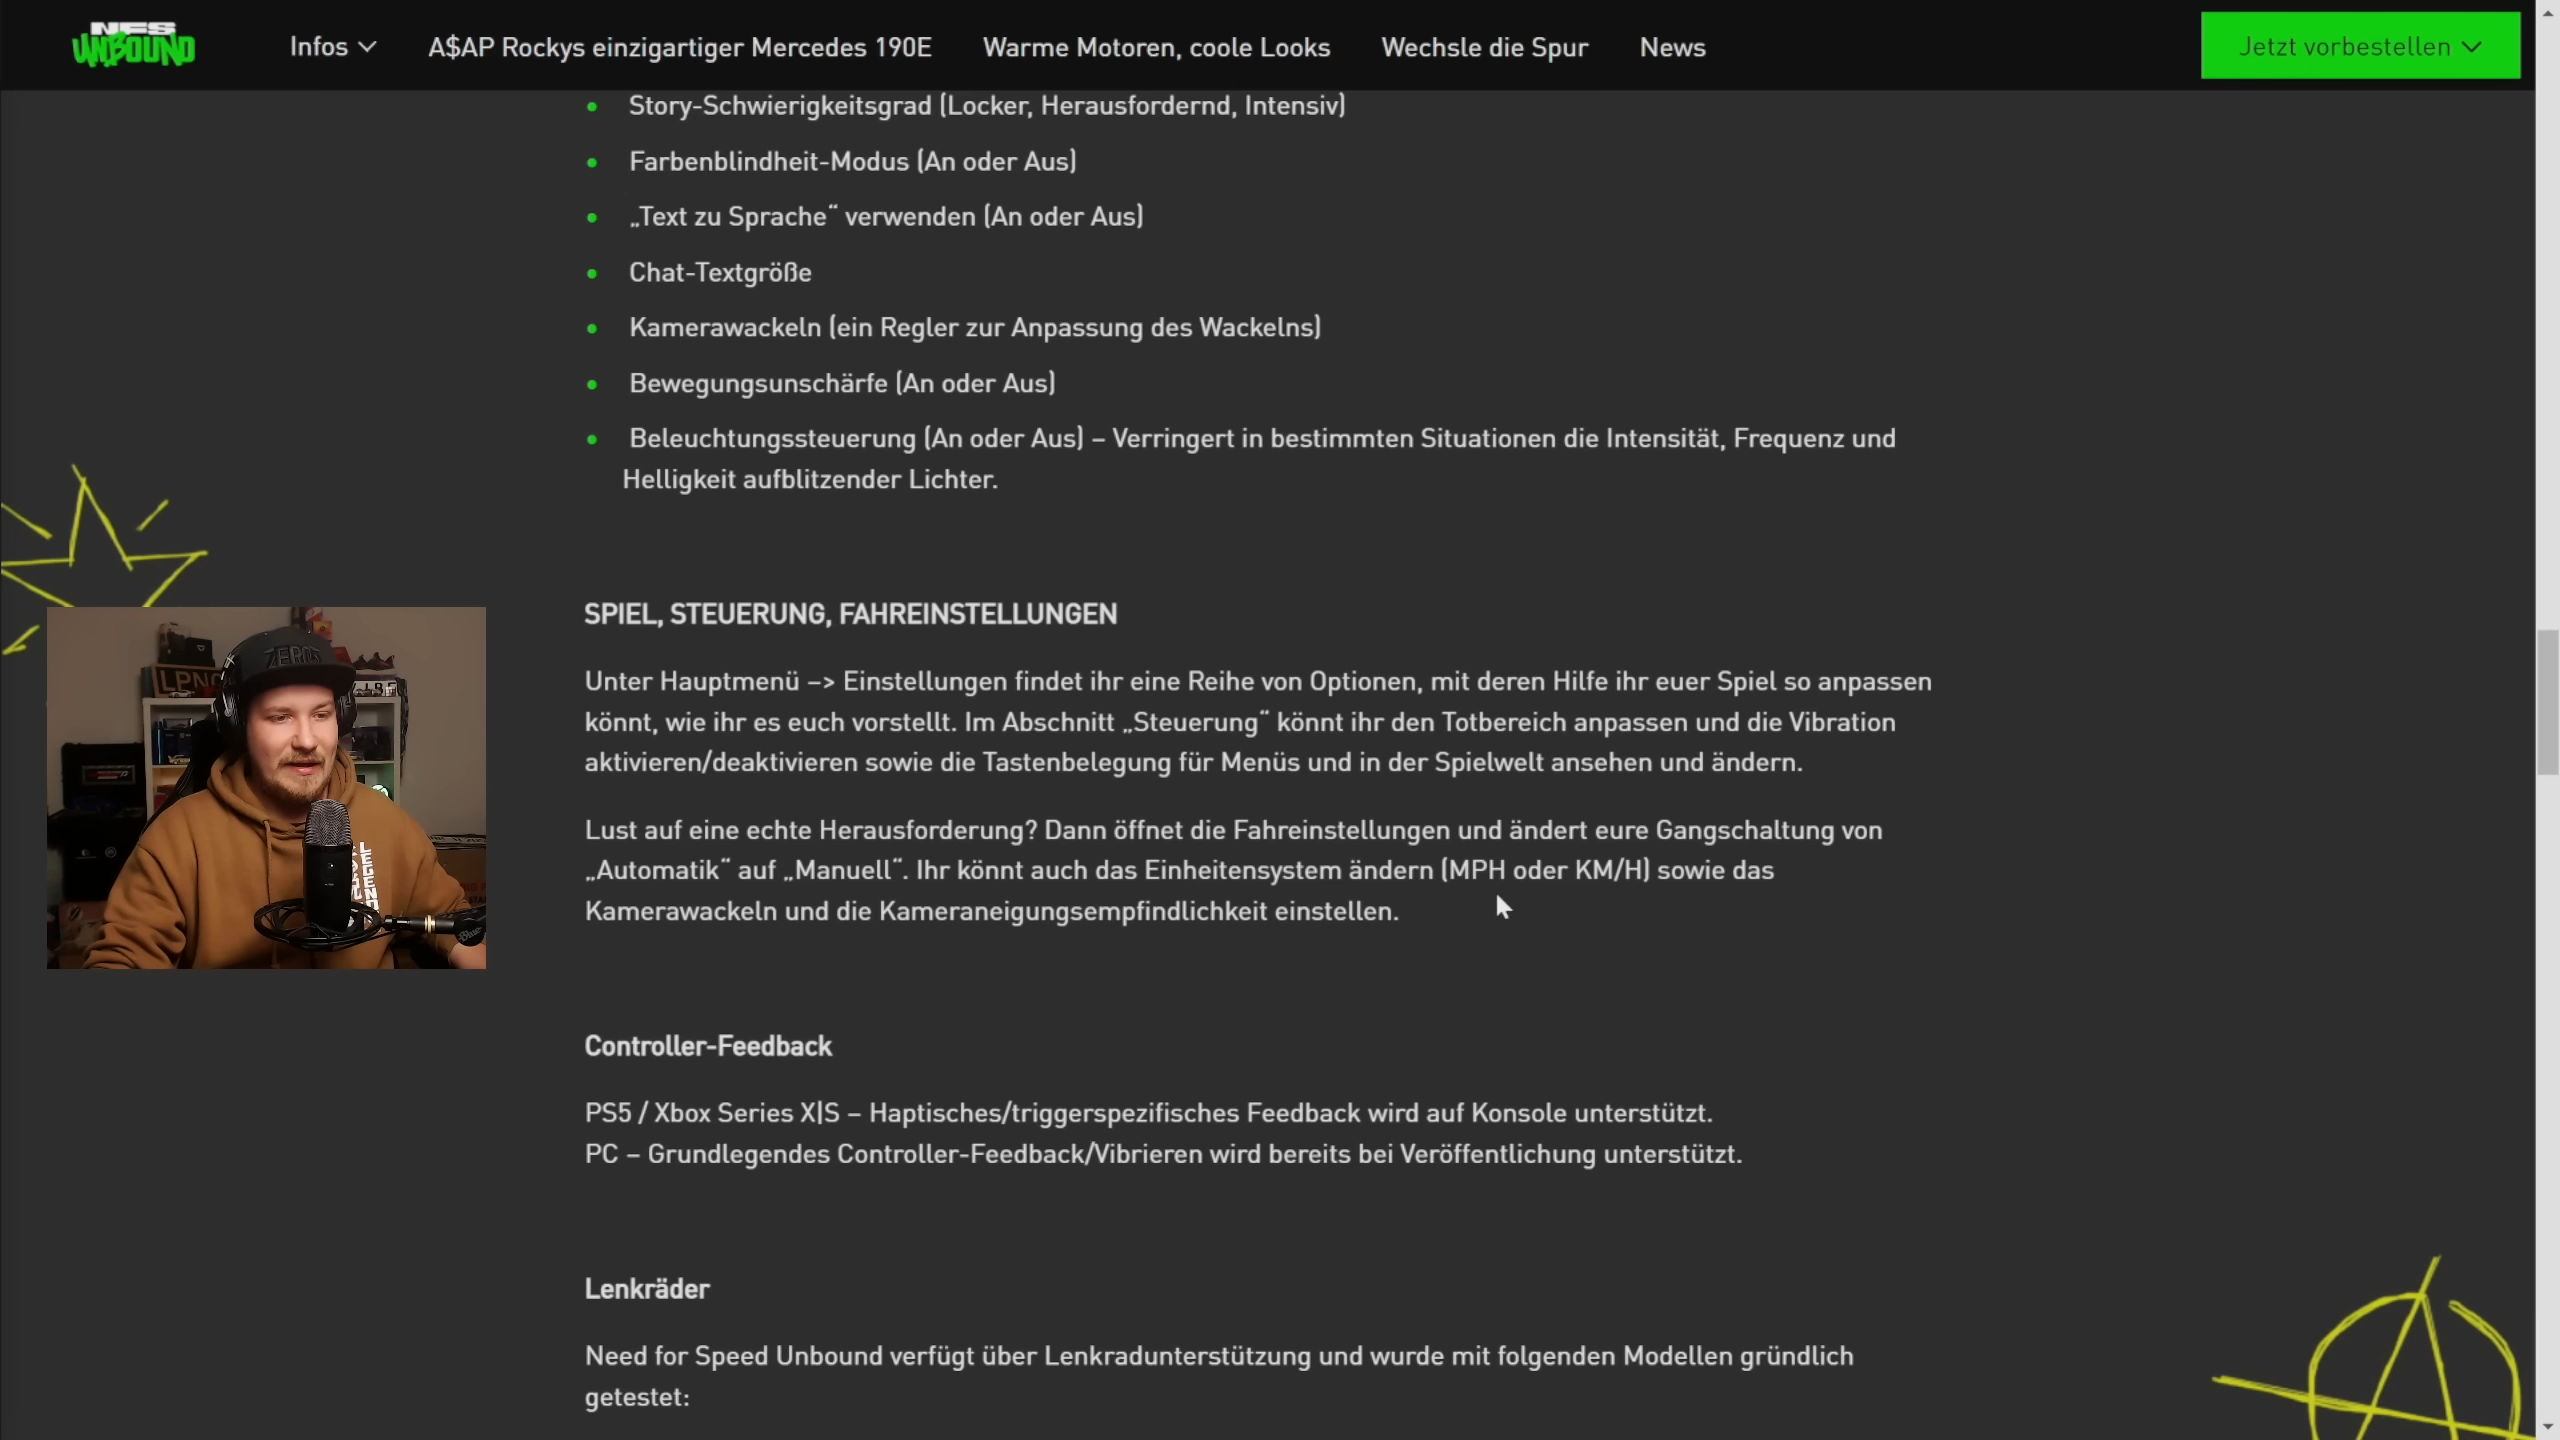 NFS
UNBOUND
Infos
A$AP Rockys einzigartiger Mercedes 190E
Warme Motoren, coole Looks
Wechsle die Spur
News
Jetzt vorbestellen
Story-Schwierigkeitsgrad (Locker, Herausfordernd, Intensiv)
Farbenblindheit-Modus (An oder Aus)
„Text zu Sprache“ verwenden (An oder Aus)
Chat-Textgröße
Kamerawackeln (ein Regler zur Anpassung des Wackelns)
Bewegungsunschärfe (An oder Aus)
Beleuchtungssteuerung (An oder Aus) – Verringert in bestimmten Situationen die Intensität, Frequenz und
Helligkeit aufblitzender Lichter.
SPIEL, STEUERUNG, FAHREINSTELLUNGEN
Unter Hauptmenü –> Einstellungen findet ihr eine Reihe von Optionen, mit deren Hilfe ihr euer Spiel so anpassen
könnt, wie ihr es euch vorstellt. Im Abschnitt „Steuerung“ könnt ihr den Totbereich anpassen und die Vibration
aktivieren/deaktivieren sowie die Tastenbelegung für Menüs und in der Spielwelt ansehen und ändern.
Lust auf eine echte Herausforderung? Dann öffnet die Fahreinstellungen und ändert eure Gangschaltung von
„Automatik“ auf „Manuell“. Ihr könnt auch das Einheitensystem ändern (MPH oder KM/H) sowie das
Kamerawackeln und die Kameraneigungsempfindlichkeit einstellen.
Controller-Feedback
PS5 / Xbox Series X|S – Haptisches/triggerspezifisches Feedback wird auf Konsole unterstützt.
PC – Grundlegendes Controller-Feedback/Vibrieren wird bereits bei Veröffentlichung unterstützt.
Lenkräder
Need for Speed Unbound verfügt über Lenkradunterstützung und wurde mit folgenden Modellen gründlich
getestet:
LPN
Blue